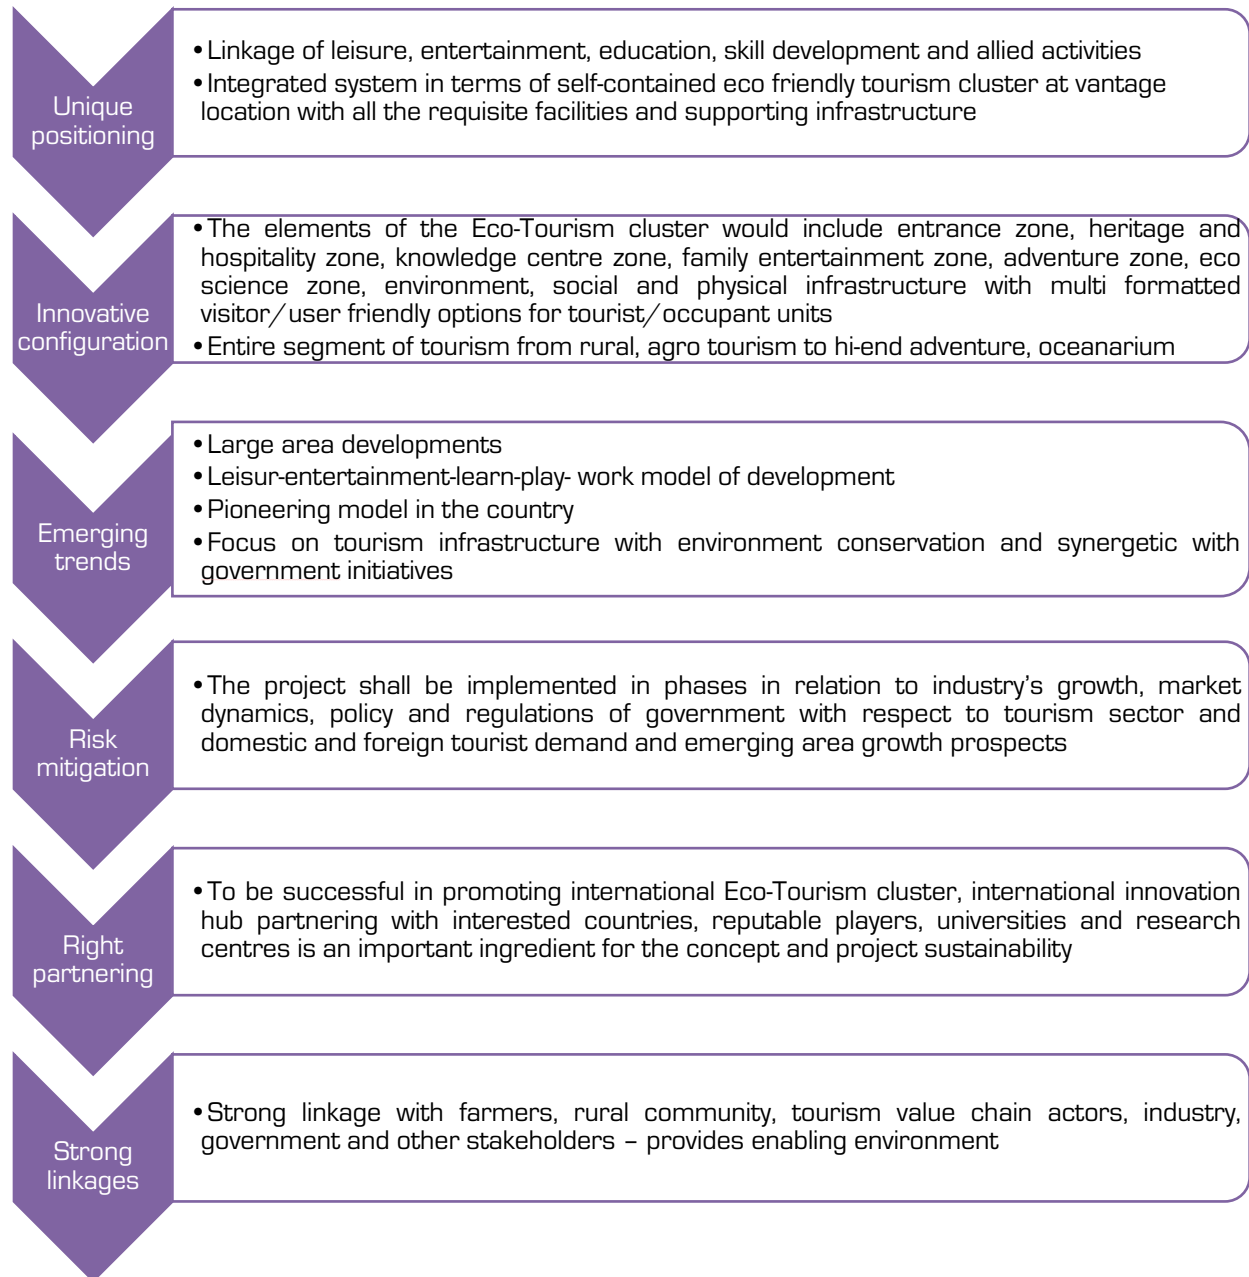 Unique
positioning
•Linkage of leisure, entertainment, education, skill development and allied activities
•Integrated system in terms of self-contained eco friendly tourism cluster at vantage
location with all the requisite facilities and supporting infrastructure
Innovative
configuration
•The elements of the Eco-Tourism cluster would include entrance zone, heritage and
hospitality zone, knowledge centre zone, family entertainment zone, adventure zone, eco
science zone, environment, social and physical infrastructure with multi formatted
visitor/user friendly options for tourist/occupant units
•Entire segment of tourism from rural, agro tourism to hi-end adventure, oceanarium
Emerging
trends
•Large area developments
•Leisur-entertainment-learn-play- work model of development
•Pioneering model in the country
•Focus on tourism infrastructure with environment conservation and synergetic with
government initiatives
Risk
mitigation
•The project shall be implemented in phases in relation to industry’s growth, market
dynamics, policy and regulations of government with respect to tourism sector and
domestic and foreign tourist demand and emerging area growth prospects
Right
partnering
•To be successful in promoting international Eco-Tourism cluster, international innovation
hub partnering with interested countries, reputable players, universities and research
centres is an important ingredient for the concept and project sustainability
Strong
linkages
•Strong linkage with farmers, rural community, tourism value chain actors, industry,
government and other stakeholders – provides enabling environment